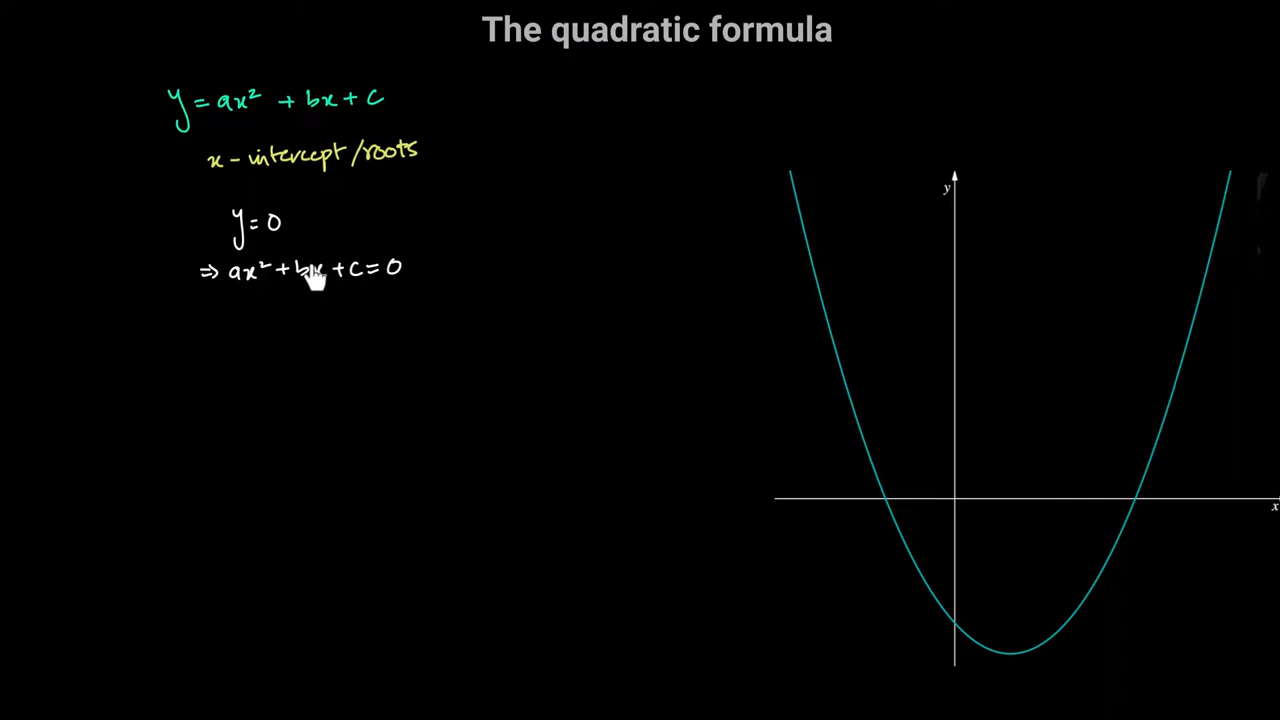 The quadratic formula
y = ax² + bx + c
x - intercept/roots
y = 0
⇒ ax² + bx + c = 0
y
x